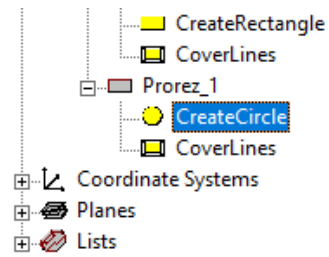 CreateRectangle
CoverLines
Prorez_1
CreateCircle
CoverLines
Coordinate Systems
Planes
Lists